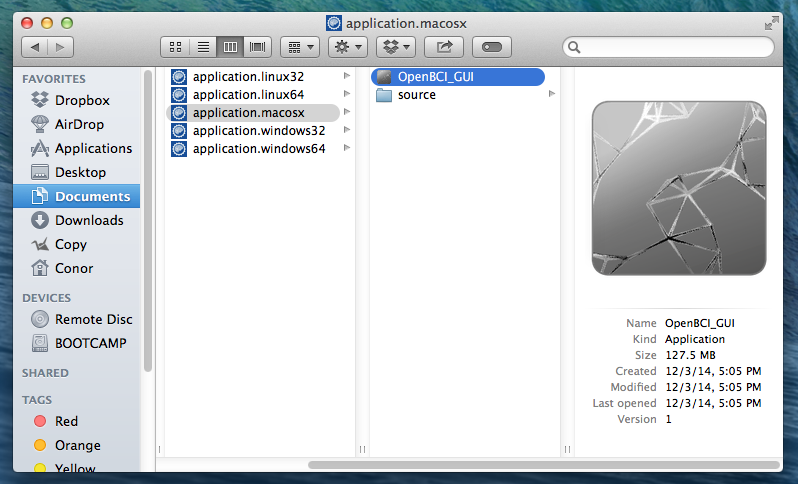 application.macosx
FAVORITES
Dropbox
AirDrop
Applications
Desktop
Documents
Downloads
Copy
Conor
DEVICES
Remote Disc
BOOTCAMP
SHARED
TAGS
Red
Orange
Yellow
application.linux32
application.linux64
application.macosx
application.windows32
application.windows64
OpenBCI_GUI
source
Name OpenBCI_GUI
Kind Application
Size 127.5 MB
Created 12/3/14, 5:05 PM
Modified 12/3/14, 5:05 PM
Last opened 12/3/14, 5:05 PM
Version 1